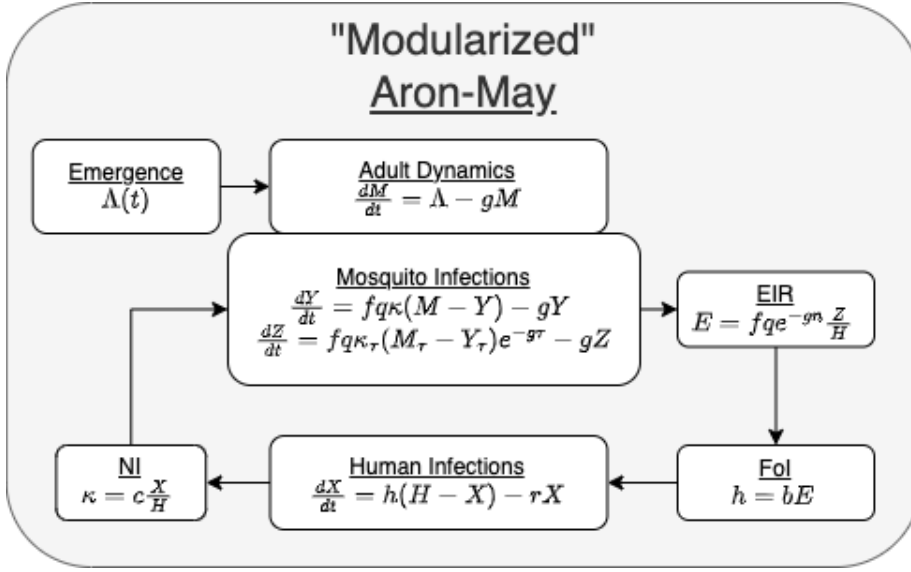 "Modularized"
Aron-May
Emergence
Λ(t)
Adult Dynamics
dM/dt = Λ − gM
Mosquito Infections
dY/dt = fqκ(M − Y) − gY
dZ/dt = fqκ_τ(M_τ − Y_τ)e^{−gτ} − gZ
EIR
E = fqe^{−gn} Z/H
NI
κ = c X/H
Human Infections
dX/dt = h(H − X) − rX
FoI
h = bE